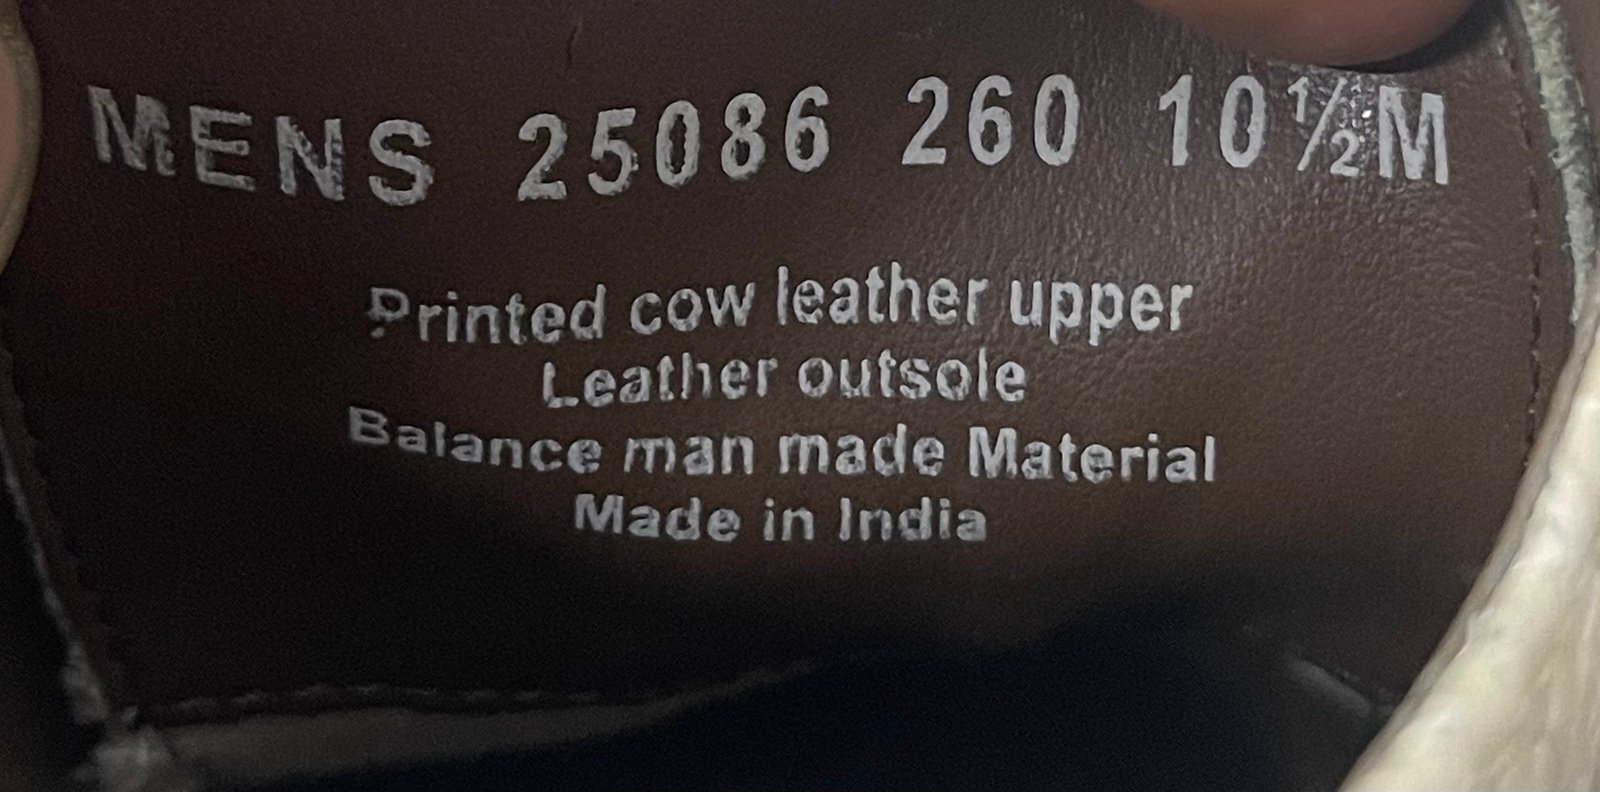 MENS 25086 260 10½M
Printed cow leather upper
Leather outsole
Balance man made Material
Made in India